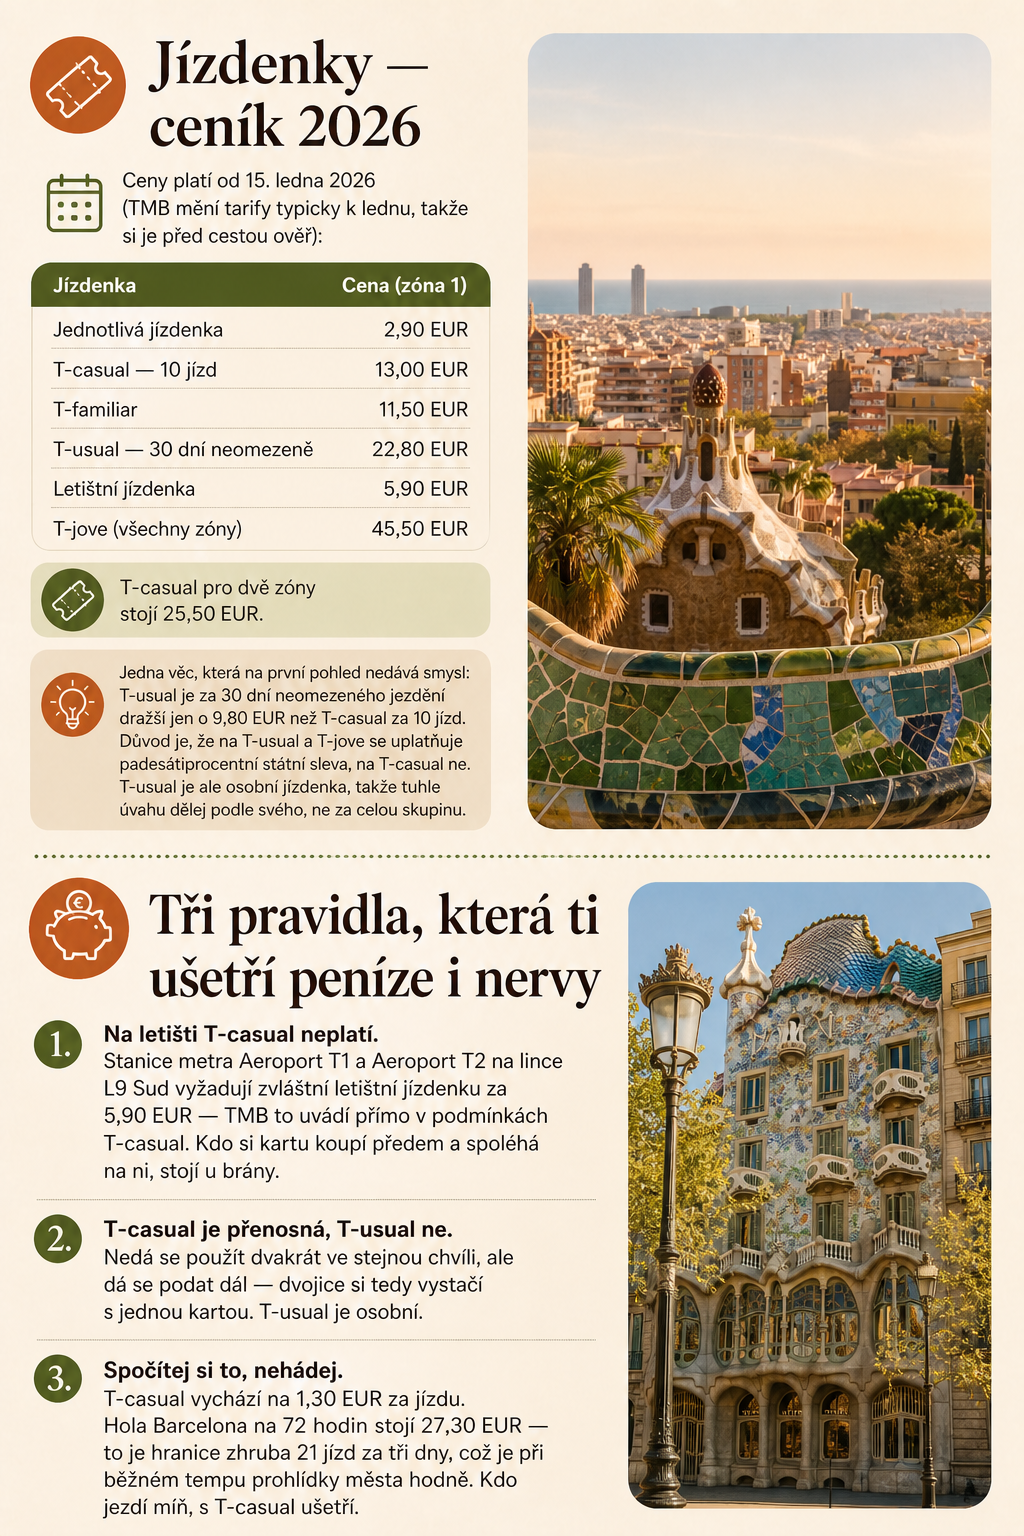 Jízdenky —
ceník 2026
Ceny platí od 15. ledna 2026
(TMB mění tarify typicky k lednu, takže
si je před cestou ověř):
Jízdenka Cena (zóna 1)
Jednotlivá jízdenka 2,90 EUR
T-casual — 10 jízd 13,00 EUR
T-familiar 11,50 EUR
T-usual — 30 dní neomezeně 22,80 EUR
Letištní jízdenka 5,90 EUR
T-jove (všechny zóny) 45,50 EUR
T-casual pro dvě zóny
stojí 25,50 EUR.
Jedna věc, která na první pohled nedává smysl:
T-usual je za 30 dní neomezeného jezdění
dražší jen o 9,80 EUR než T-casual za 10 jízd.
Důvod je, že na T-usual a T-jove se uplatňuje
padesátiprocentní státní sleva, na T-casual ne.
T-usual je ale osobní jízdenka, takže tuhle
úvahu dělej podle svého, ne za celou skupinu.
€
Tři pravidla, která ti
ušetří peníze i nervy
1.
Na letišti T-casual neplatí.
Stanice metra Aeroport T1 a Aeroport T2 na lince
L9 Sud vyžadují zvláštní letištní jízdenku za
5,90 EUR — TMB to uvádí přímo v podmínkách
T-casual. Kdo si kartu koupí předem a spoléhá
na ni, stojí u brány.
2.
T-casual je přenosná, T-usual ne.
Nedá se použít dvakrát ve stejnou chvíli, ale
dá se podat dál — dvojice si tedy vystačí
s jednou kartou. T-usual je osobní.
3.
Spočítej si to, nehádej.
T-casual vychází na 1,30 EUR za jízdu.
Hola Barcelona na 72 hodin stojí 27,30 EUR —
to je hranice zhruba 21 jízd za tři dny, což je při
běžném tempu prohlídky města hodně. Kdo
jezdí míň, s T-casual ušetří.